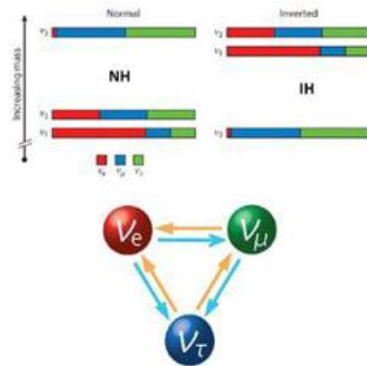 Normal
Inverted
Increasing mass
ν3
ν2
ν1
NH
IH
ν2
ν1
ν3
νe νμ ντ
νe
νμ
ντ